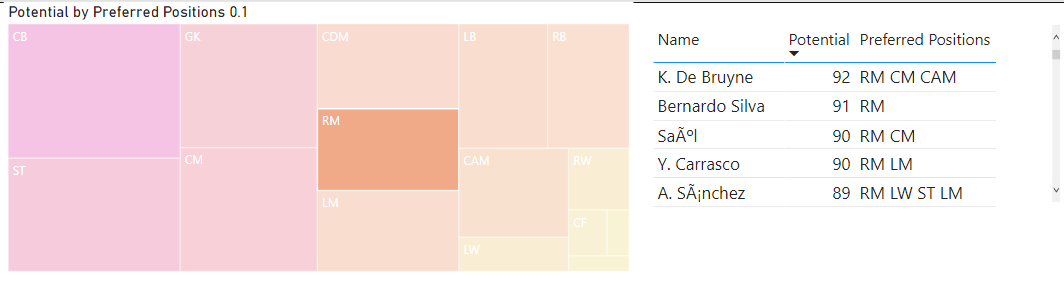 Potential by Preferred Positions 0.1
CB
GK
CDM
LB
RB
RM
ST
CM
CAM
RW
LM
CF
LW
Name Potential Preferred Positions
K. De Bruyne 92 RM CM CAM
Bernardo Silva 91 RM
SaÃºl 90 RM CM
Y. Carrasco 90 RM LM
A. SÃ¡nchez 89 RM LW ST LM